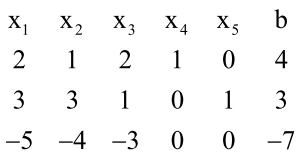 x₁ x₂ x₃ x₄ x₅ b
2 1 2 1 0 4
3 3 1 0 1 3
–5 –4 –3 0 0 –7